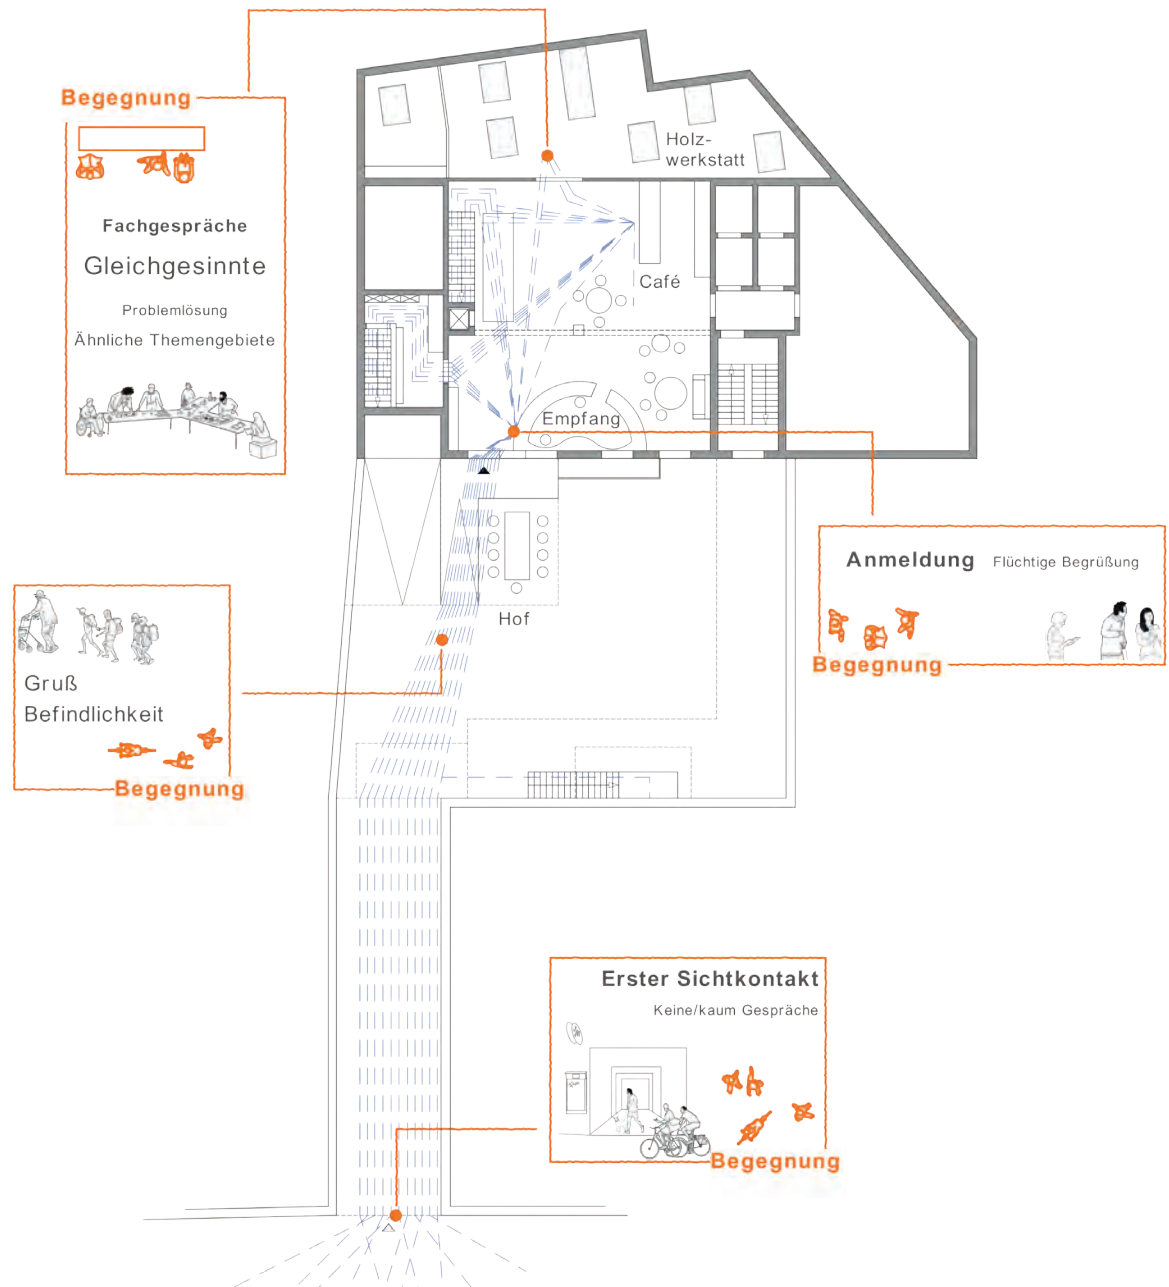 Begegnung
Fachgespräche
Gleichgesinnte
Problemlösung
Ähnliche Themengebiete
Holz-
werkstatt
Café
Empfang
Anmeldung Flüchtige Begrüßung
Begegnung
Hof
Gruß
Befindlichkeit
Begegnung
Erster Sichtkontakt
Keine/kaum Gespräche
Begegnung